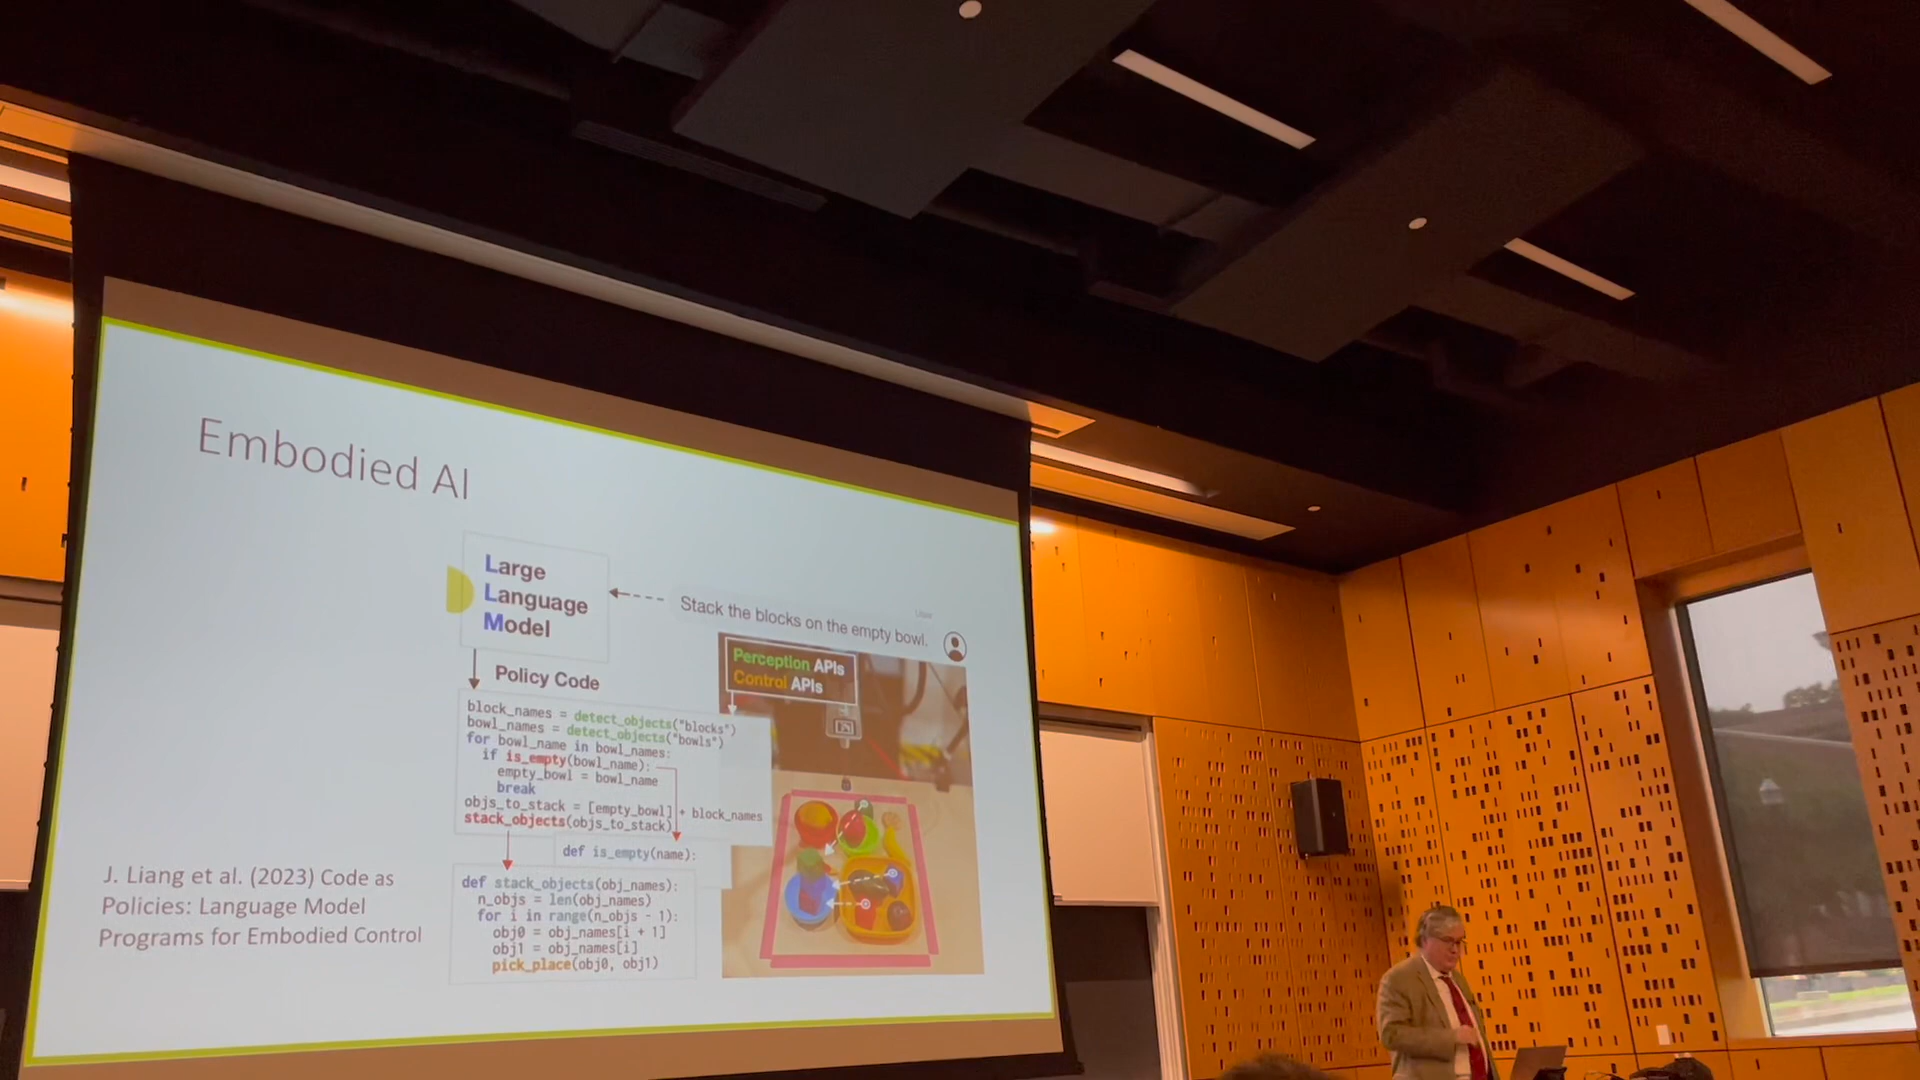 Embodied AI
Large
Language
Model
User
Stack the blocks on the empty bowl.
Perception APIs
Control APIs
Policy Code
block_names = detect_objects("blocks")
bowl_names = detect_objects("bowls")
for bowl_name in bowl_names:
if is_empty(bowl_name):
empty_bowl = bowl_name
break
objs_to_stack = [empty_bowl] + block_names
stack_objects(objs_to_stack)
def is_empty(name):
def stack_objects(obj_names):
n_objs = len(obj_names)
for i in range(n_objs - 1):
obj0 = obj_names[i + 1]
obj1 = obj_names[i]
pick_place(obj0, obj1)
J. Liang et al. (2023) Code as
Policies: Language Model
Programs for Embodied Control